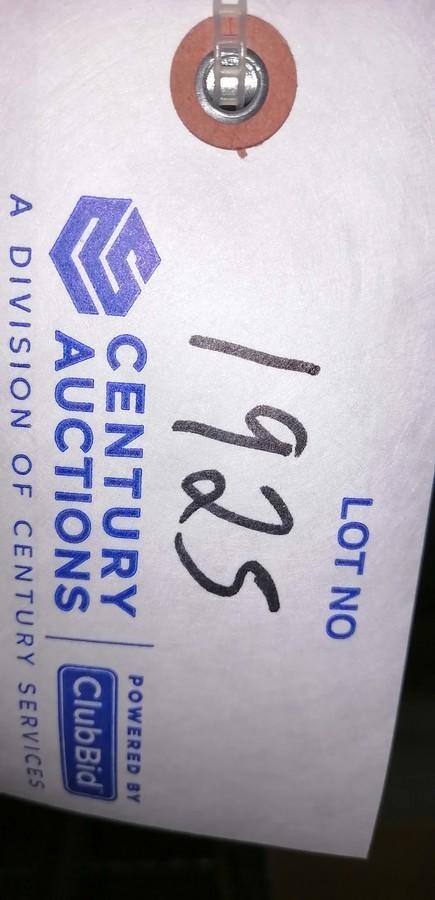 LOT NO
1925
CENTURY
AUCTIONS
POWERED BY
ClubBid
A DIVISION OF CENTURY SERVICES